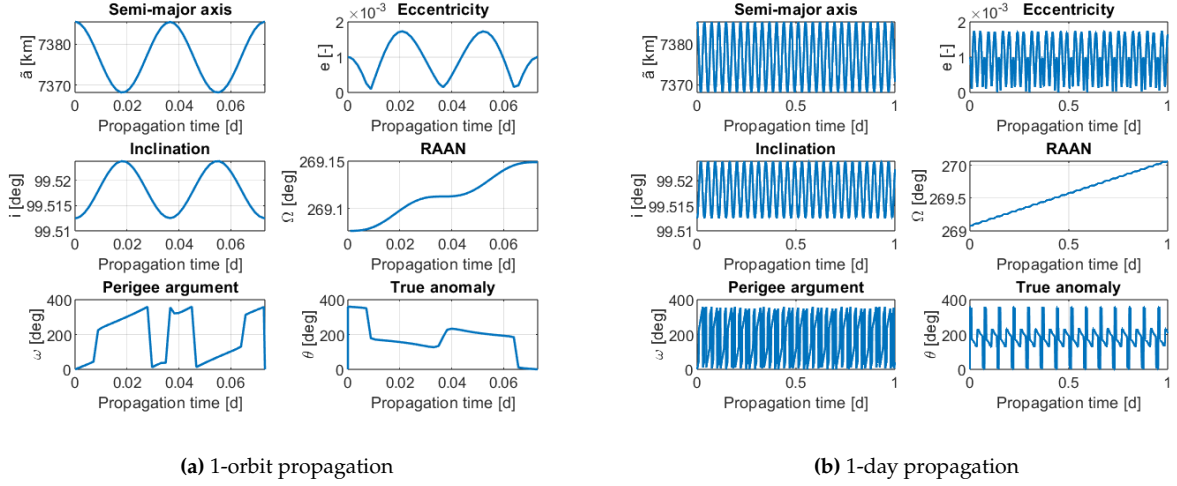 Semi-major axis
Eccentricity
7380
7370
ã [km]
0 0.02 0.04 0.06
Propagation time [d]
×10⁻³
2
1
0
e [-]
0 0.02 0.04 0.06
Propagation time [d]
Inclination
RAAN
99.52
99.515
99.51
i [deg]
0 0.02 0.04 0.06
Propagation time [d]
269.15
269.1
Ω [deg]
0 0.02 0.04 0.06
Propagation time [d]
Perigee argument
True anomaly
400
200
0
ω [deg]
0 0.02 0.04 0.06
Propagation time [d]
400
200
0
θ [deg]
0 0.02 0.04 0.06
Propagation time [d]
(a) 1-orbit propagation
Semi-major axis
Eccentricity
7380
7370
ã [km]
0 0.5 1
Propagation time [d]
×10⁻³
2
1
0
e [-]
0 0.5 1
Propagation time [d]
Inclination
RAAN
99.52
99.515
99.51
i [deg]
0 0.5 1
Propagation time [d]
270
269.5
269
Ω [deg]
0 0.5 1
Propagation time [d]
Perigee argument
True anomaly
400
200
0
ω [deg]
0 0.5 1
Propagation time [d]
400
200
0
θ [deg]
0 0.5 1
Propagation time [d]
(b) 1-day propagation